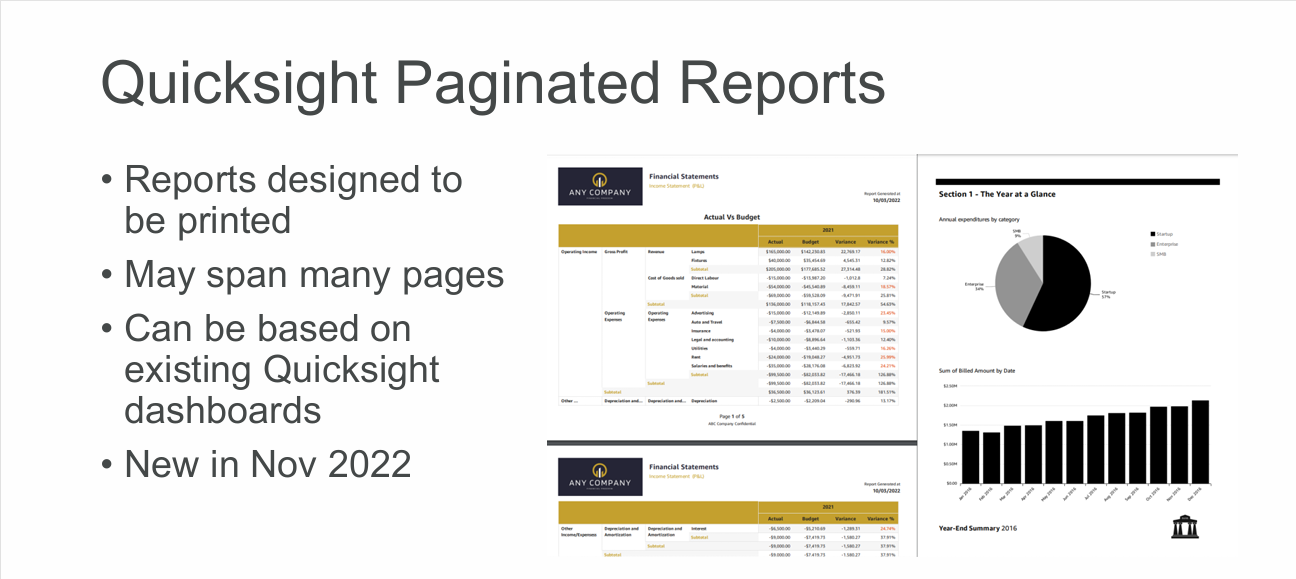 Quicksight Paginated Reports
• Reports designed to
be printed
• May span many pages
• Can be based on
existing Quicksight
dashboards
• New in Nov 2022
ANY COMPANY
Financial Statements
Income Statement (P&L)
Report Generated at
10/03/2022
Actual Vs Budget
2021
Actual Budget Variance Variance %
Operating Income Gross Profit Revenue Lamps $165,000.00 $142,230.83 22,769.17 16.00%
Fixtures $40,000.00 $35,454.69 4,545.31 12.82%
Subtotal $205,000.00 $177,685.52 27,314.48 28.82%
Cost of Goods sold Direct Labour -$15,000.00 -$13,987.20 -1,012.8 7.24%
Material -$54,000.00 -$45,540.89 -8,459.11 18.57%
Subtotal -$69,000.00 -$59,528.09 -9,471.91 25.81%
Subtotal $136,000.00 $118,157.43 17,842.57 54.63%
Operating Expenses Operating Expenses Advertising -$15,000.00 -$12,149.89 -2,850.11 23.45%
Auto and Travel -$7,500.00 -$6,844.58 -655.42 9.57%
Insurance -$4,000.00 -$3,478.07 -521.93 15.00%
Legal and accounting -$10,000.00 -$8,896.64 -1,103.36 12.40%
Utilities -$4,000.00 -$3,440.29 -559.71 16.26%
Rent -$24,000.00 -$19,048.27 -4,951.73 25.99%
Salaries and benefits -$35,000.00 -$28,176.08 -6,823.92 24.21%
Subtotal -$99,500.00 -$82,033.82 -17,466.18 126.88%
Subtotal -$99,500.00 -$82,033.82 -17,466.18 126.88%
Subtotal $36,500.00 $36,123.61 376.39 181.51%
Other ... Depreciation and... Depreciation and... Depreciation -$2,500.00 -$2,209.04 -290.96 13.17%
Page 1 of 5
ABC Company Confidential
ANY COMPANY
Financial Statements
Income Statement (P&L)
Report Generated at
10/03/2022
2021
Actual Budget Variance Variance %
Other Income/Expenses Depreciation and Amortization Depreciation and Amortization Interest -$6,500.00 -$5,210.69 -1,289.31 24.74%
Subtotal -$9,000.00 -$7,419.73 -1,580.27 37.91%
Subtotal -$9,000.00 -$7,419.73 -1,580.27 37.91%
Subtotal -$9,000.00 -$7,419.73 -1,580.27 37.91%
Section 1 - The Year at a Glance
Annual expenditures by category
SMB
9%
Enterprise
34%
Startup
57%
Startup
Enterprise
SMB
Sum of Billed Amount by Date
$2.50M
$2.00M
$1.50M
$1.00M
$0.50M
$0.00
Jan 2016 Feb 2016 Mar 2016 Apr 2016 May 2016 Jun 2016 Jul 2016 Aug 2016 Sep 2016 Oct 2016 Nov 2016 Dec 2016
Year-End Summary 2016